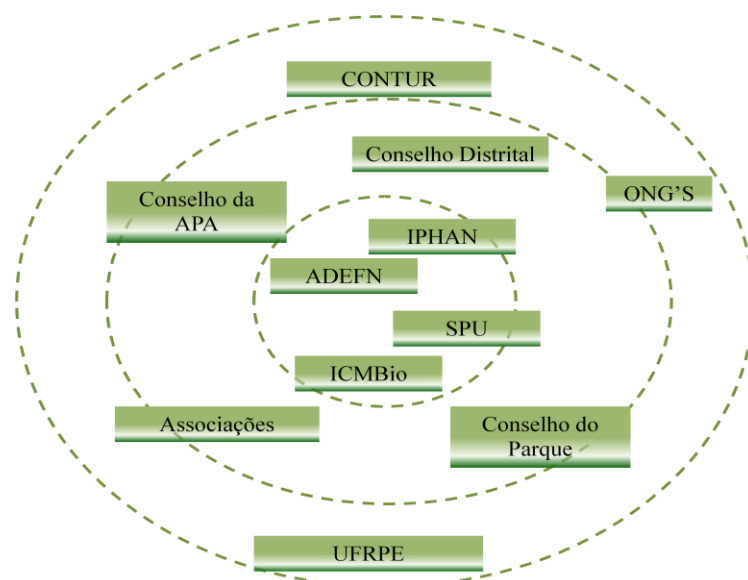 CONTUR
Conselho Distrital
Conselho da
APA
ONG’S
IPHAN
ADEFN
SPU
ICMBio
Associações
Conselho do
Parque
UFRPE